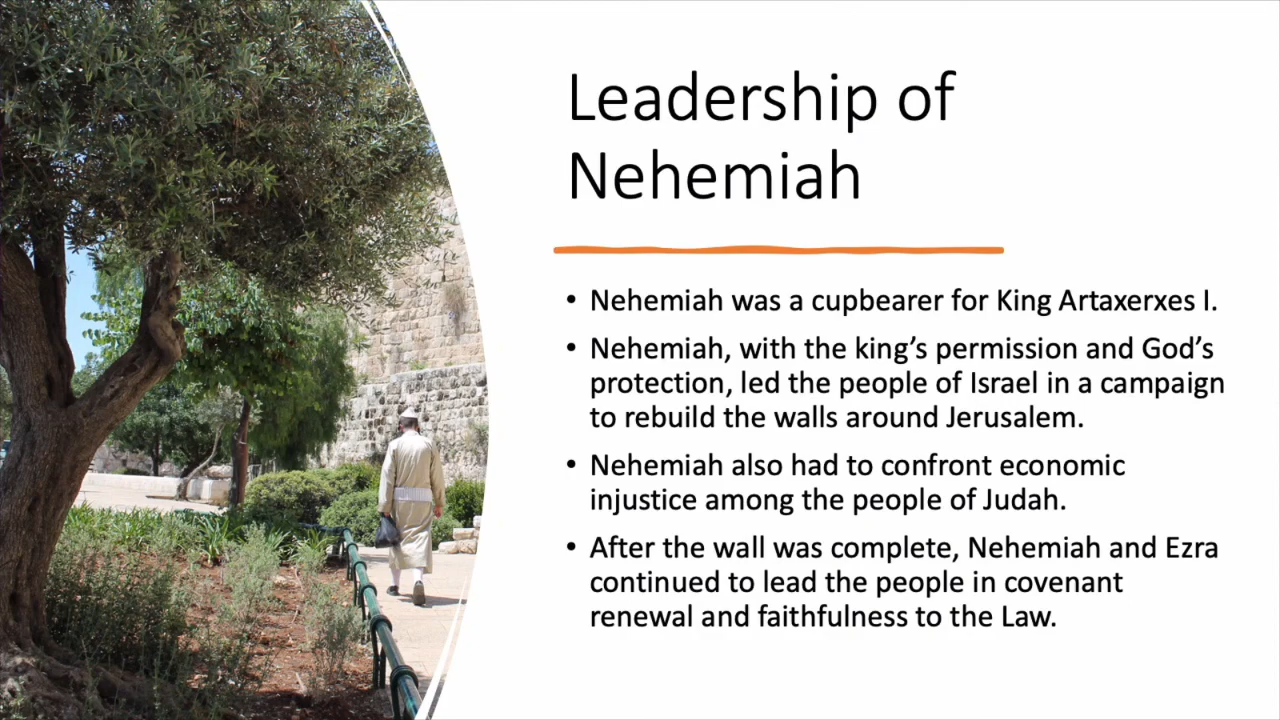 Leadership of
Nehemiah
• Nehemiah was a cupbearer for King Artaxerxes I.
• Nehemiah, with the king’s permission and God’s
protection, led the people of Israel in a campaign
to rebuild the walls around Jerusalem.
• Nehemiah also had to confront economic
injustice among the people of Judah.
• After the wall was complete, Nehemiah and Ezra
continued to lead the people in covenant
renewal and faithfulness to the Law.